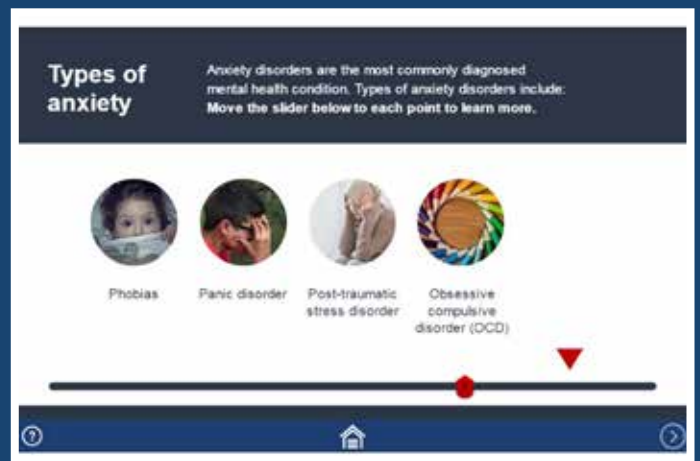 Types of
anxiety
Anxiety disorders are the most commonly diagnosed
mental health condition. Types of anxiety disorders include:
Move the slider below to each point to learn more.
Phobias
Panic disorder
Post-traumatic
stress disorder
Obsessive
compulsive
disorder (OCD)
?